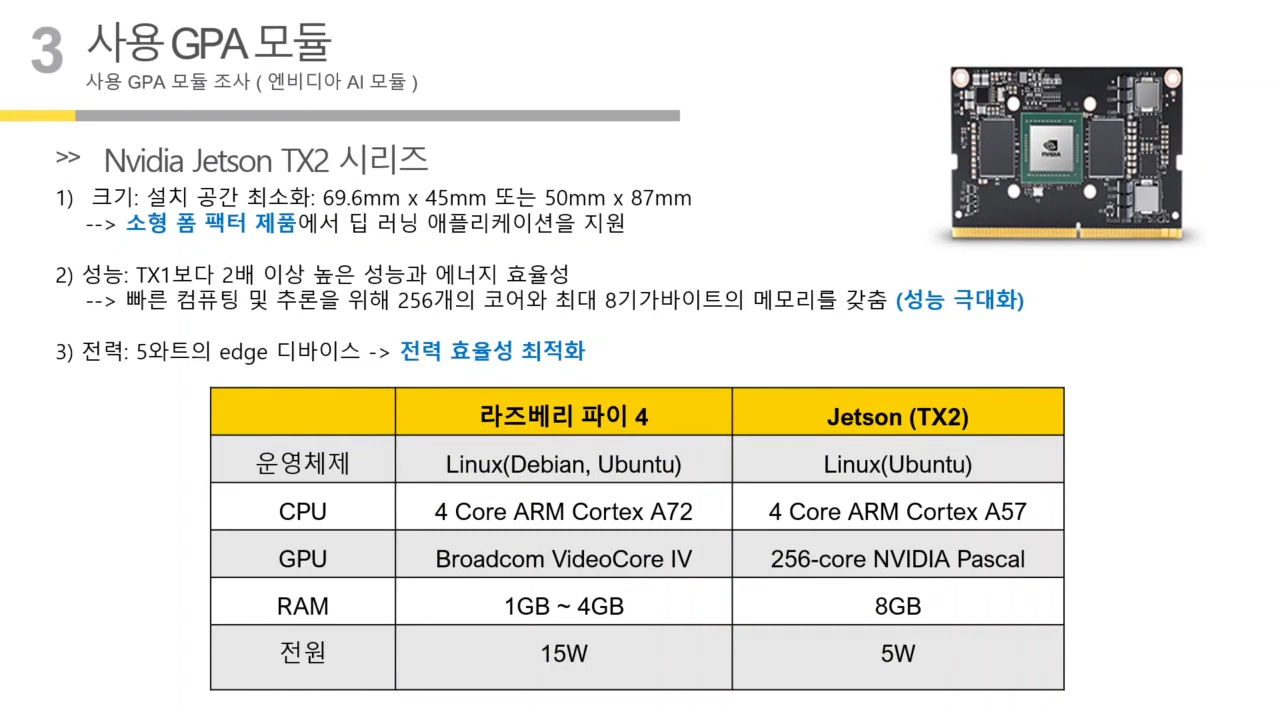 3
사용 GPA 모듈
사용 GPA 모듈 조사 ( 엔비디아 AI 모듈 )
>> Nvidia Jetson TX2 시리즈
1) 크기: 설치 공간 최소화: 69.6mm x 45mm 또는 50mm x 87mm
--> 소형 폼 팩터 제품에서 딥 러닝 애플리케이션을 지원
2) 성능: TX1보다 2배 이상 높은 성능과 에너지 효율성
--> 빠른 컴퓨팅 및 추론을 위해 256개의 코어와 최대 8기가바이트의 메모리를 갖춤 (성능 극대화)
3) 전력: 5와트의 edge 디바이스 -> 전력 효율성 최적화
라즈베리 파이 4 Jetson (TX2)
운영체제 Linux(Debian, Ubuntu) Linux(Ubuntu)
CPU 4 Core ARM Cortex A72 4 Core ARM Cortex A57
GPU Broadcom VideoCore IV 256-core NVIDIA Pascal
RAM 1GB ~ 4GB 8GB
전원 15W 5W
NVIDIA